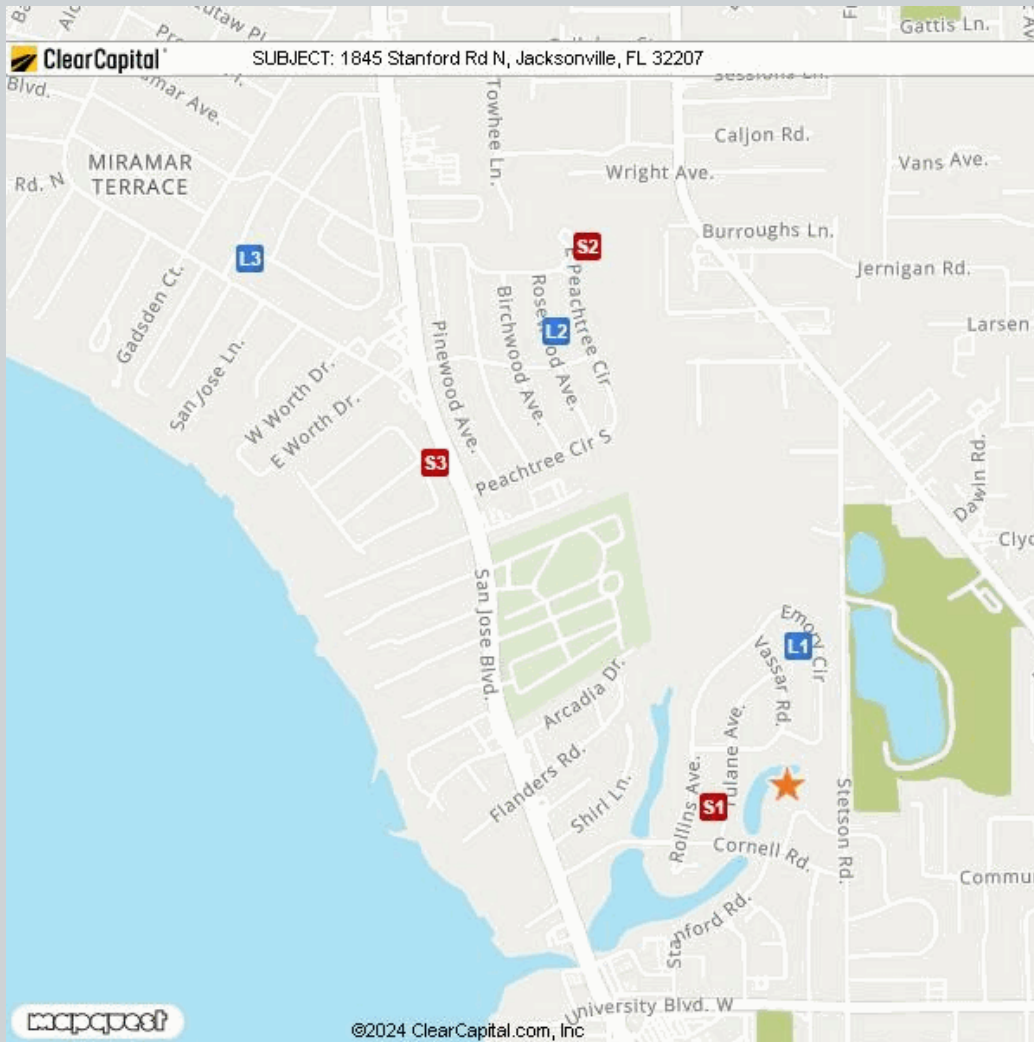 Gattis Ln.
ClearCapital
SUBJECT: 1845 Stanford Rd N, Jacksonville, FL 32207
Blvd.
Caljon Rd.
MIRAMAR
TERRACE
Towhee Ln.
Vans Ave.
Rd. N
Wright Ave.
Burroughs Ln.
S2
L3
Jernigan Rd.
E Peachtree Cir
Gadsden Ct.
Birchwood Ave.
L2
Larsen
Pinewood Ave.
San Jose Ln.
W Worth Dr.
E Worth Dr.
S3
Peachtree Cir S
Dawin Rd.
San Jose Blvd.
Emory Cir
L1
Vassar Rd.
Arcadia Dr.
Flanders Rd.
Shirl Ln.
Rollins Ave.
Tulane Ave.
S1
Stetson Rd.
Cornell Rd.
Stanford Rd.
University Blvd. W
mapquest
©2024 ClearCapital.com, Inc